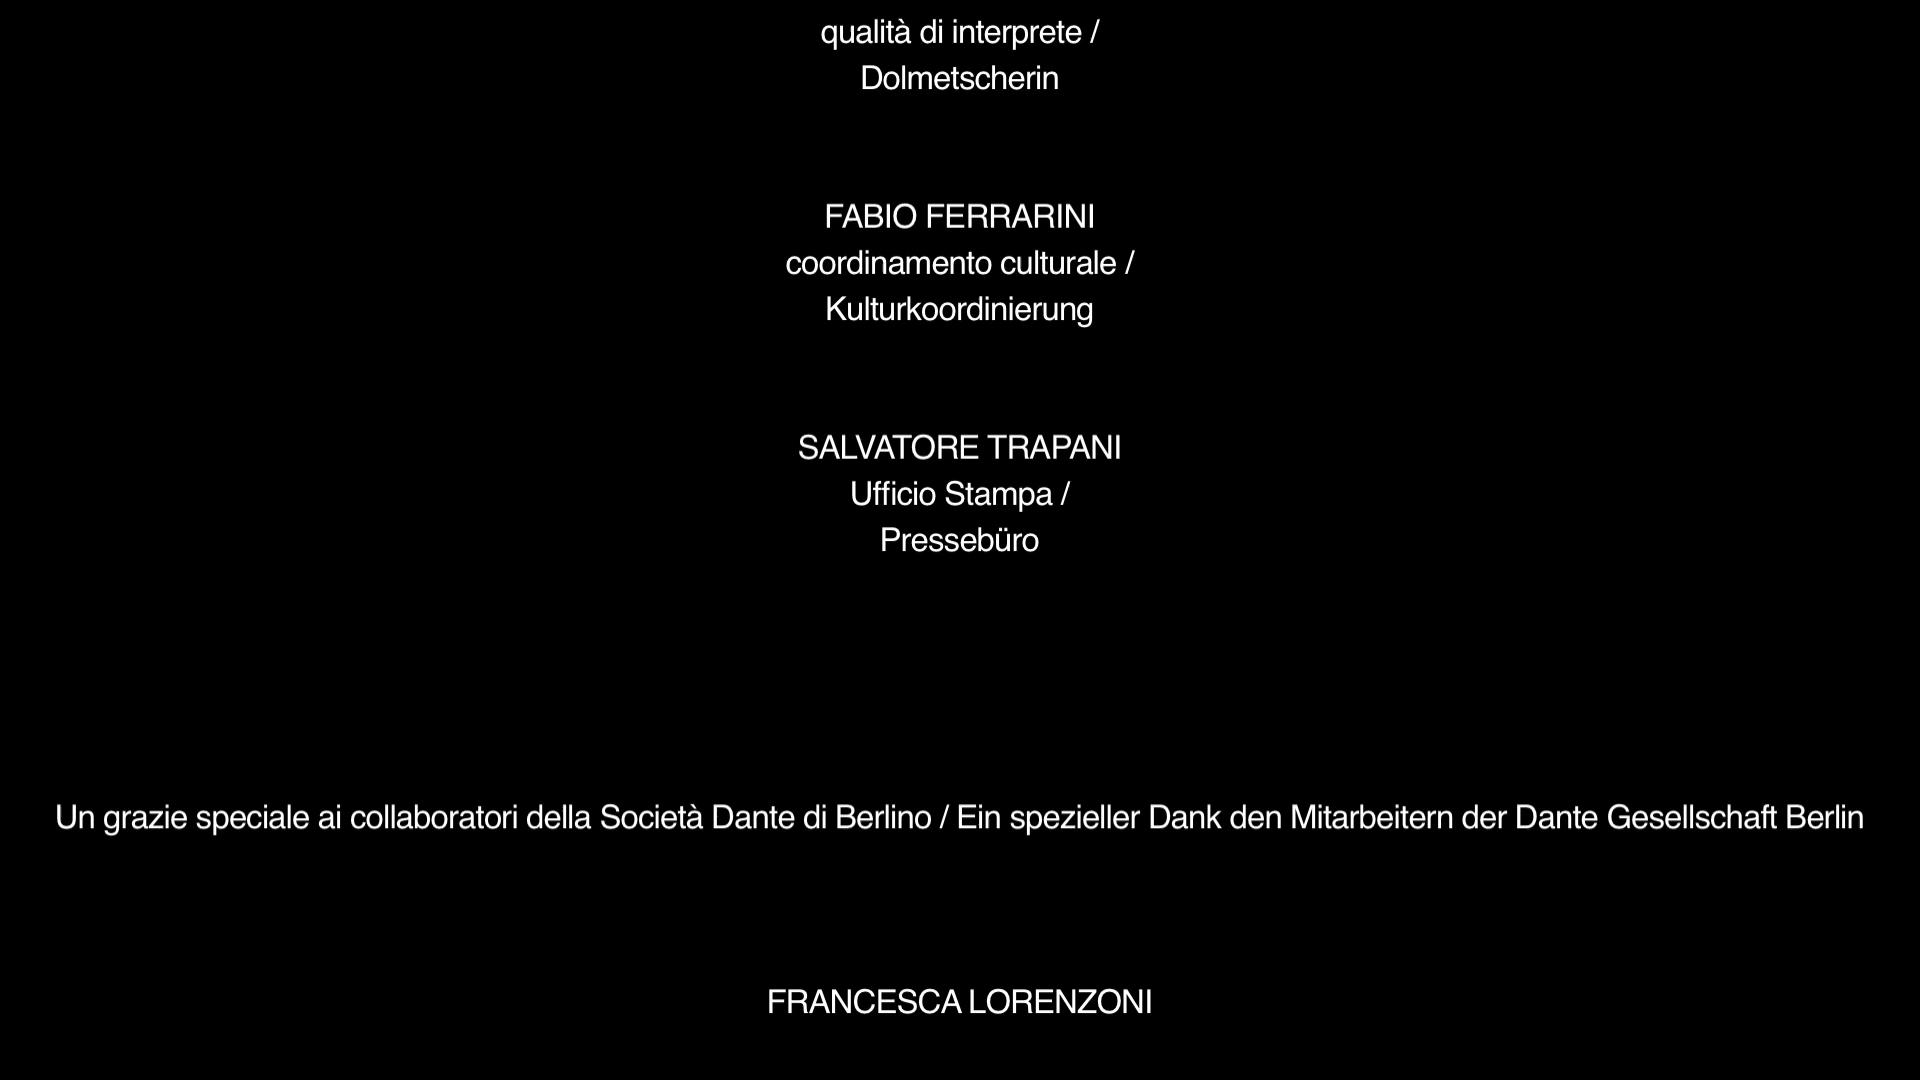 qualità di interprete /
Dolmetscherin
FABIO FERRARINI
coordinamento culturale /
Kulturkoordinierung
SALVATORE TRAPANI
Ufficio Stampa /
Pressebüro
Un grazie speciale ai collaboratori della Società Dante di Berlino / Ein spezieller Dank den Mitarbeitern der Dante Gesellschaft Berlin
FRANCESCA LORENZONI